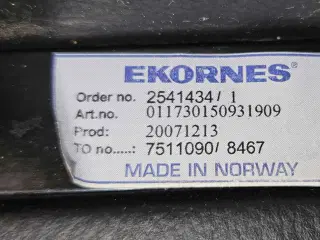 EKORNES®
Order no. 2541434/ 1
Art.no. 011730150931909
Prod: 20071213
TO no.....: 7511090/ 8467
MADE IN NORWAY